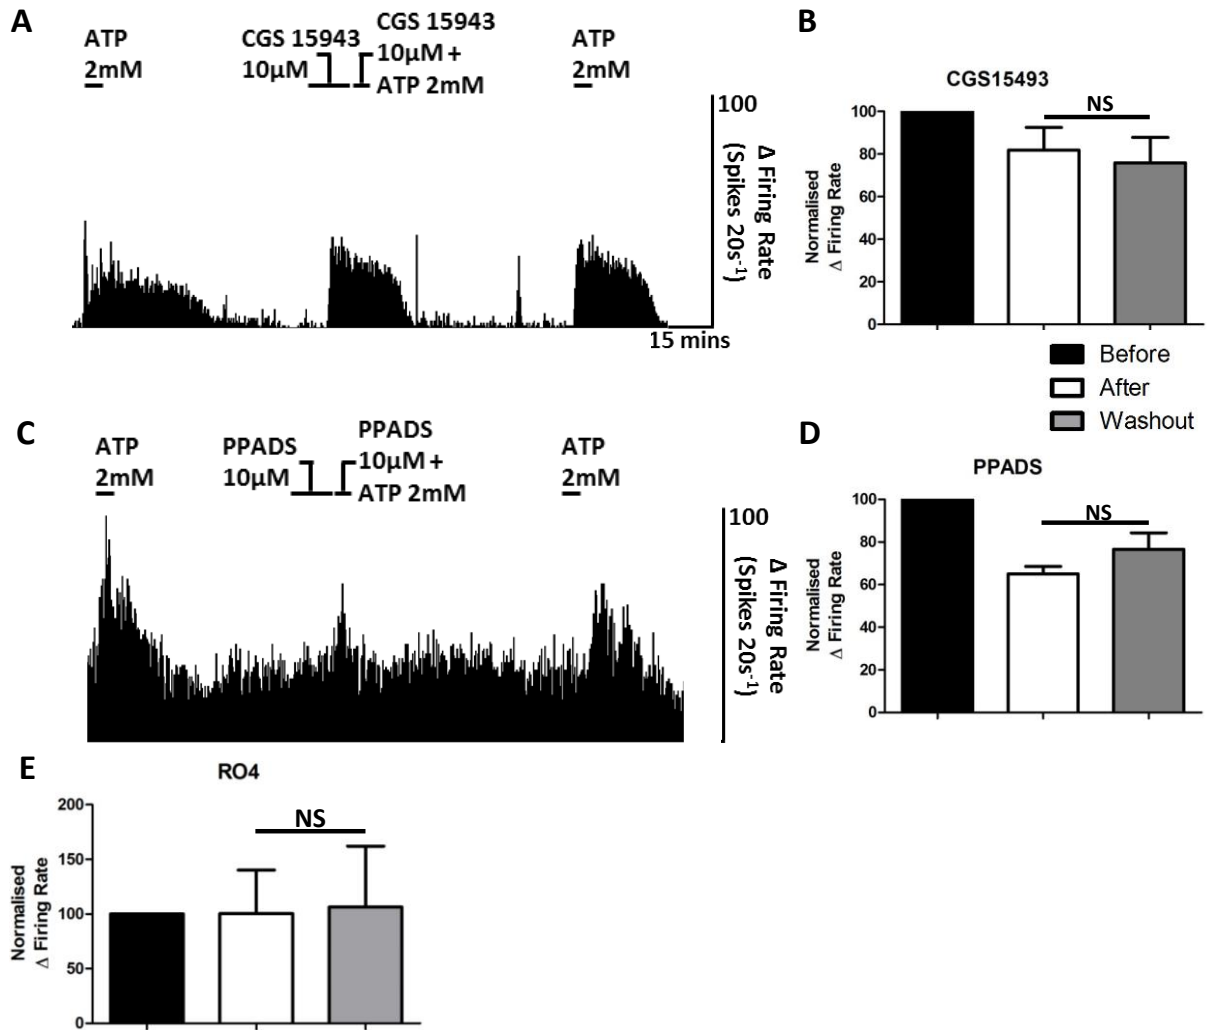 A
ATP
2mM
CGS 15943
10µM
CGS 15943
10µM +
ATP 2mM
ATP
2mM
100
Δ Firing Rate
(Spikes 20s-1)
15 mins
B
CGS15493
NS
100
80
60
40
20
0
Normalised
Δ Firing Rate
Before
After
Washout
C
ATP
2mM
PPADS
10µM
PPADS
10µM +
ATP 2mM
ATP
2mM
100
Δ Firing Rate
(Spikes 20s-1)
D
PPADS
NS
100
80
60
40
20
0
Normalised
Δ Firing Rate
E
RO4
NS
200
150
100
50
0
Normalised
Δ Firing Rate